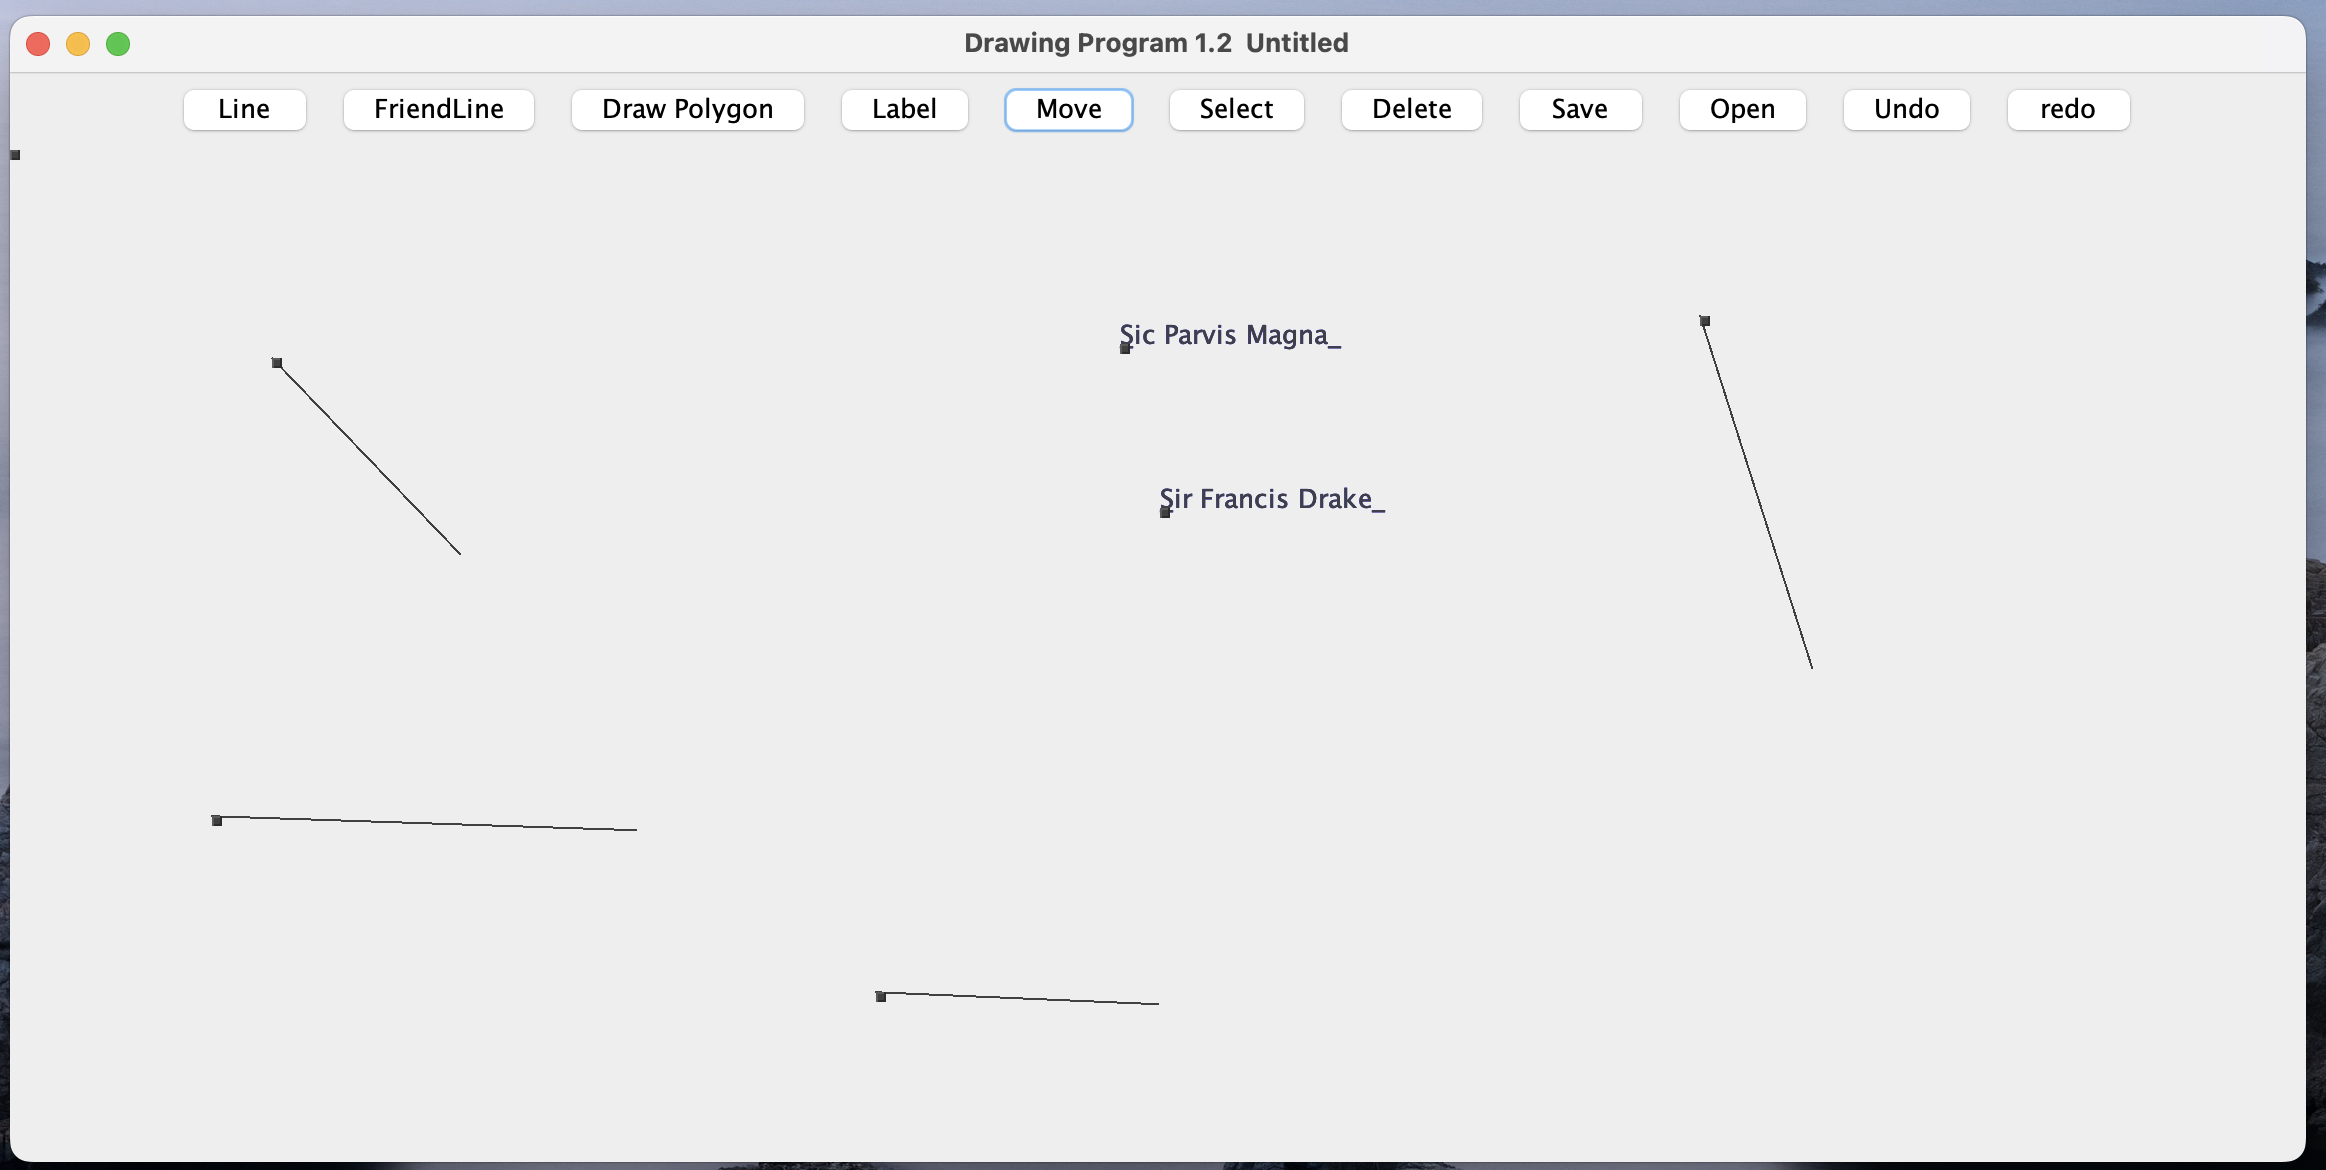 Drawing Program 1.2  Untitled
Line FriendLine Draw Polygon Label Move Select Delete Save Open Undo redo
Sic Parvis Magna_
Sir Francis Drake_